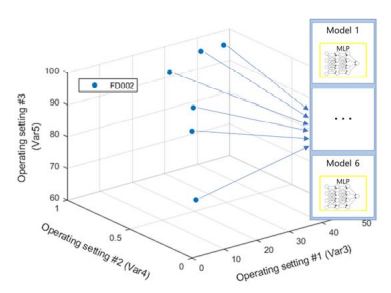 Model 1
MLP
...
Model 6
MLP
FD002
Operating setting #3
(Var5)
100
90
80
70
60
1
0.5
0
Operating setting #2 (Var4)
0
10
20
30
40
50
Operating setting #1 (Var3)